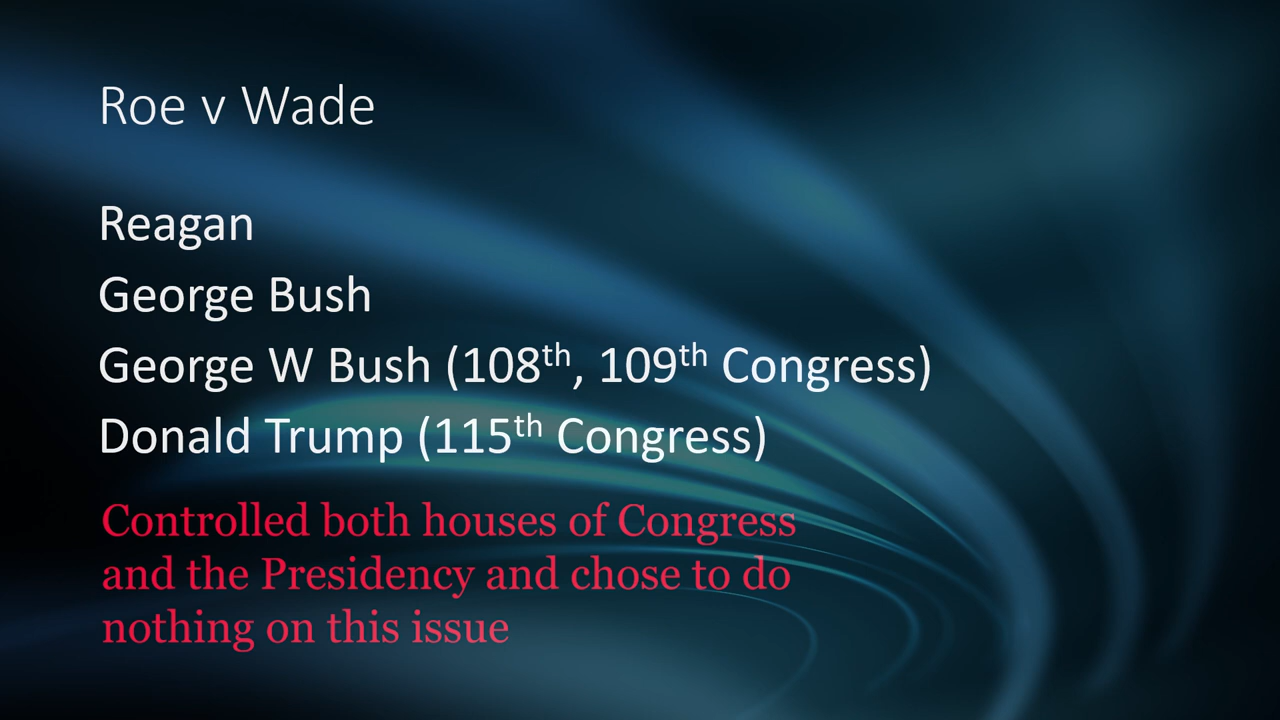 Roe v Wade
Reagan
George Bush
George W Bush (108th, 109th Congress)
Donald Trump (115th Congress)
Controlled both houses of Congress
and the Presidency and chose to do
nothing on this issue